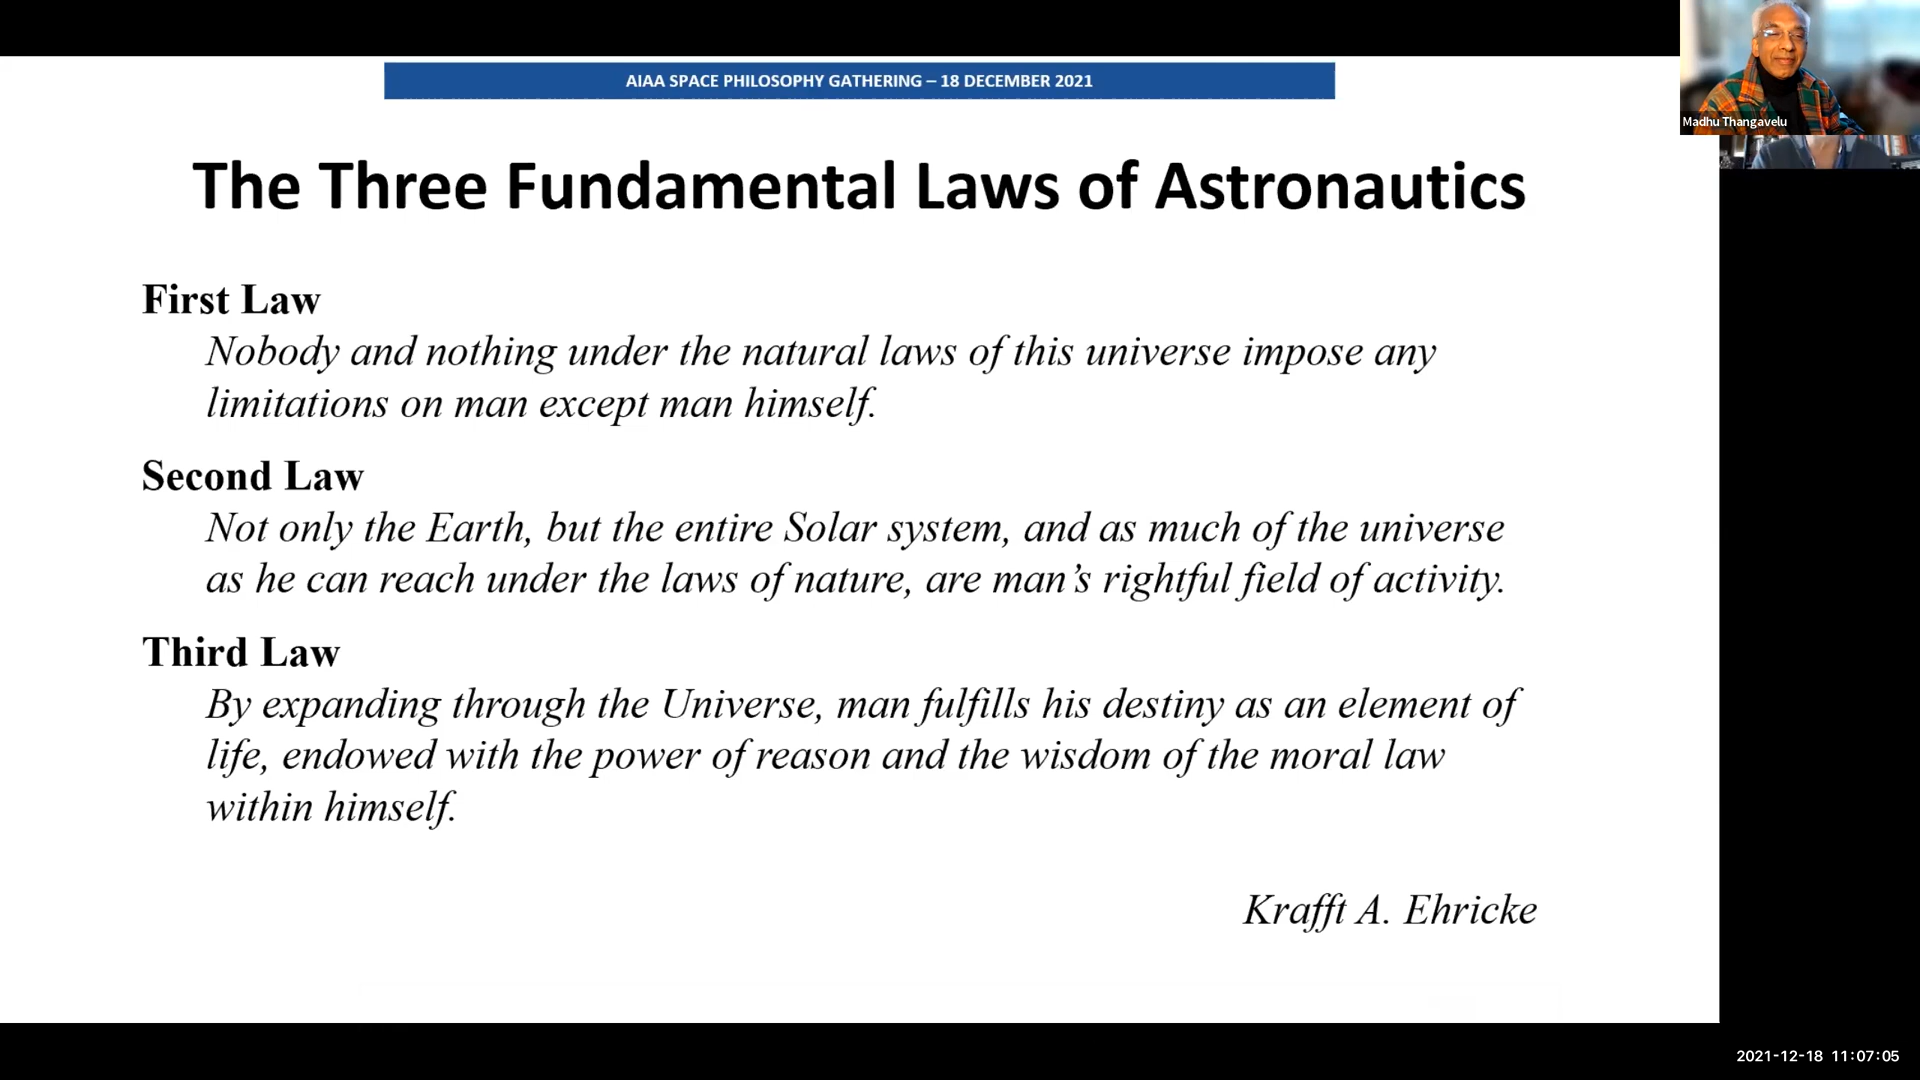 AIAA SPACE PHILOSOPHY GATHERING – 18 DECEMBER 2021
Madhu Thangavelu
The Three Fundamental Laws of Astronautics
First Law
Nobody and nothing under the natural laws of this universe impose any
limitations on man except man himself.
Second Law
Not only the Earth, but the entire Solar system, and as much of the universe
as he can reach under the laws of nature, are man’s rightful field of activity.
Third Law
By expanding through the Universe, man fulfills his destiny as an element of
life, endowed with the power of reason and the wisdom of the moral law
within himself.
Krafft A. Ehricke
2021-12-18 11:07:05